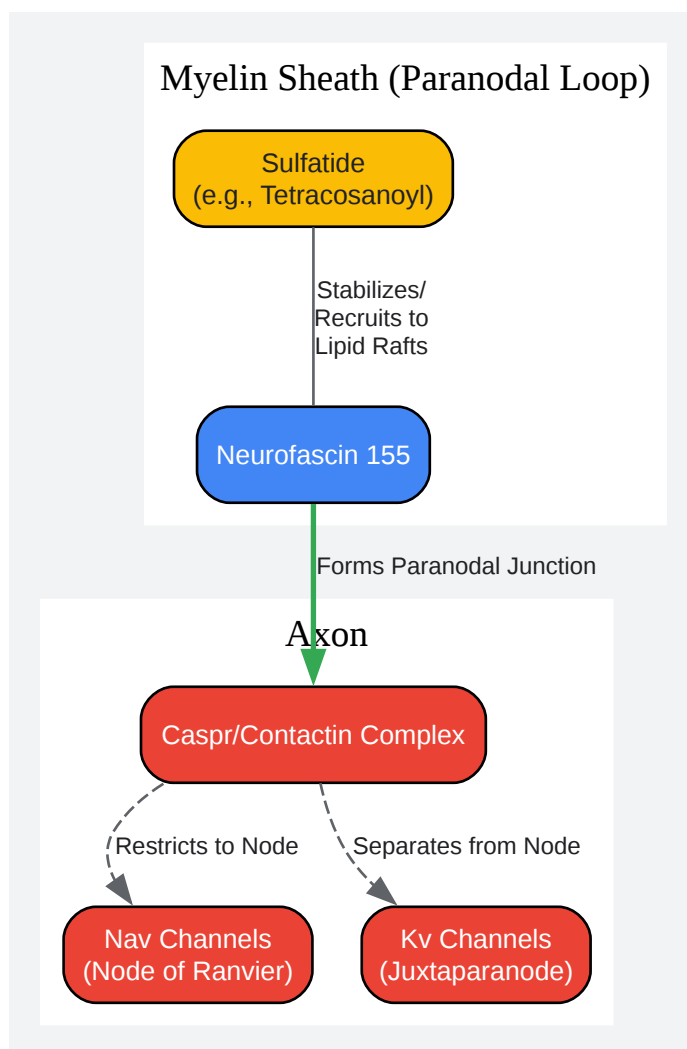 Myelin Sheath (Paranodal Loop)
Sulfatide
(e.g., Tetracosanoyl)
Stabilizes/
Recruits to
Lipid Rafts
Neurofascin 155
Forms Paranodal Junction
Axon
Caspr/Contactin Complex
Restricts to Node
Separates from Node
Nav Channels
(Node of Ranvier)
Kv Channels
(Juxtaparanode)